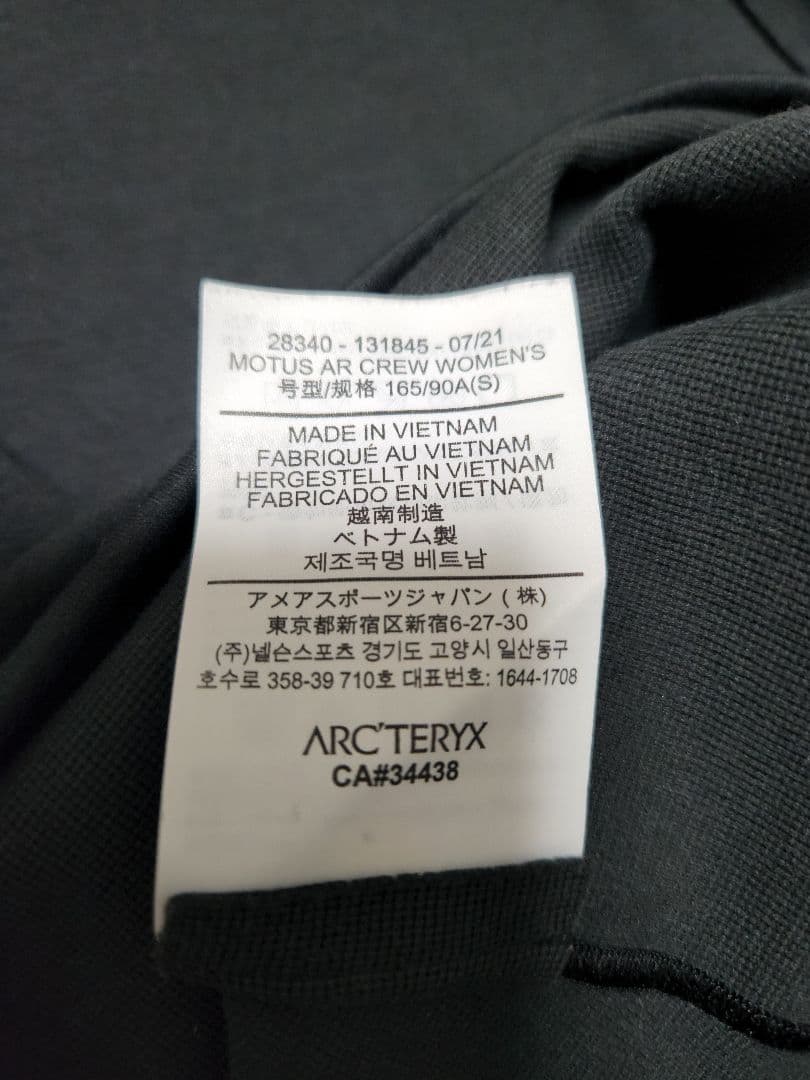 28340 - 131845 - 07/21
MOTUS AR CREW WOMEN'S
号型/规格 165/90A(S)
MADE IN VIETNAM
FABRIQUÉ AU VIETNAM
HERGESTELLT IN VIETNAM
FABRICADO EN VIETNAM
越南制造
ベトナム製
제조국명 베트남
アメアスポーツジャパン ( 株)
東京都新宿区新宿6-27-30
(주)넬슨스포츠 경기도 고양시 일산동구
호수로 358-39 710호 대표번호: 1644-1708
ARC'TERYX
CA#34438